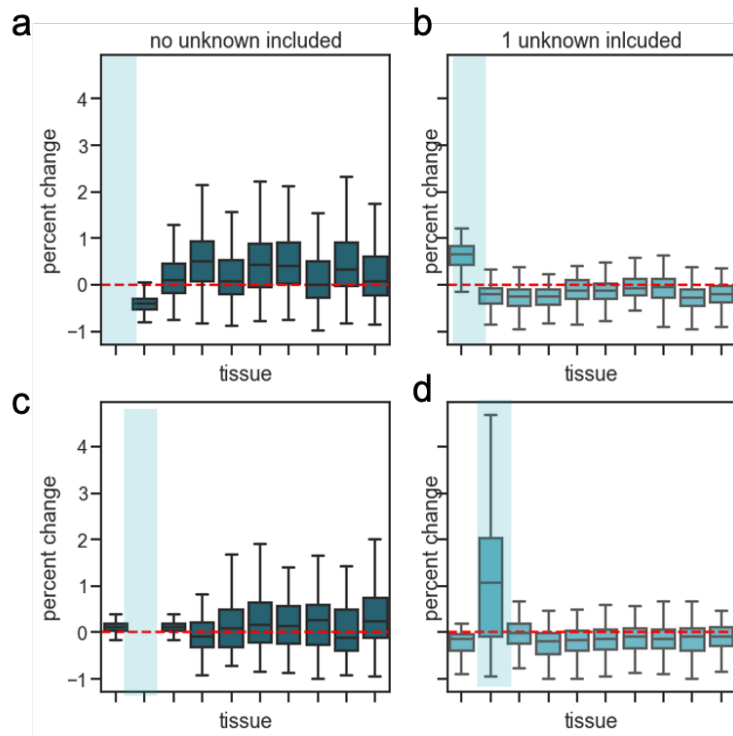 a
no unknown included
b
1 unknown inlcuded
percent change
4
3
2
1
0
−1
tissue
percent change
tissue
c
percent change
4
3
2
1
0
−1
tissue
d
percent change
tissue